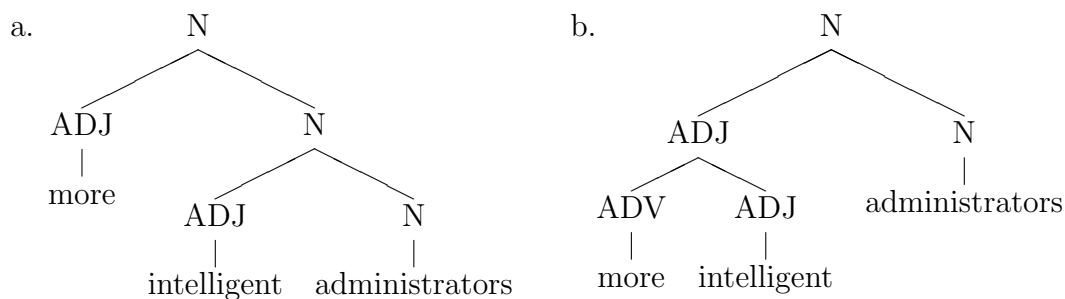 a. N b. N
ADJ N ADJ N
more ADJ N ADV ADJ administrators
intelligent administrators more intelligent